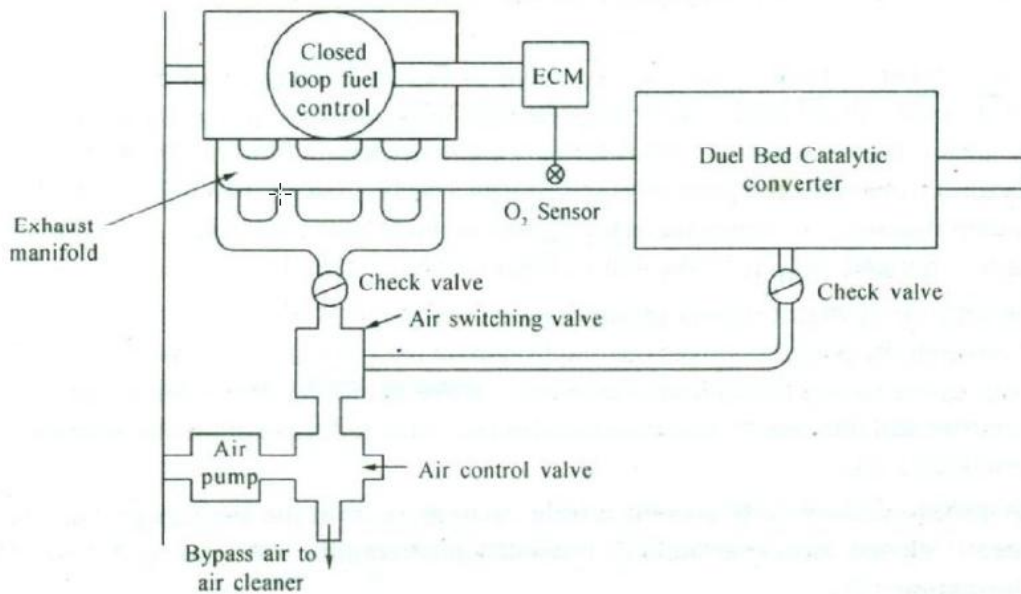 Closed
loop fuel
control
ECM
Duel Bed Catalytic
converter
O, Sensor
Exhaust
manifold
Check valve
Check valve
Air switching valve
Air
pump
Air control valve
Bypass air to
air cleaner